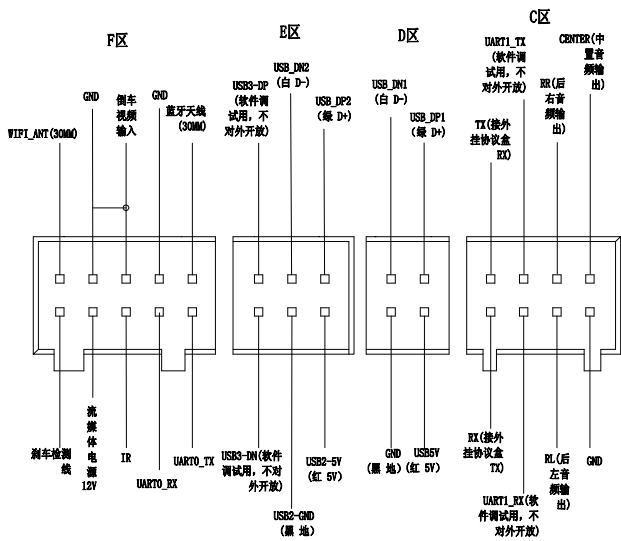 F区
E区
D区
C区
WIFI_ANT(30MM)
GND
倒车
视频
输入
GND
蓝牙天线
(30MM)
USB3-DP
(软件调
试用，不
对外开放)
USB_DN2
(白 D-)
USB_DP2
(绿 D+)
USB_DN1
(白 D-)
USB_DP1
(绿 D+)
TX(接外
挂协议盒
RX)
UART1_TX
(软件调
试用，不
对外开放)
RR(后
右音
频输
出)
CENTER(中
置音
频输
出)
刹车检测
线
流
媒
体
电
源
12V
IR
UART0_RX
UART0_TX
USB3-DN(软件
调试用，不对
外开放)
USB2-GND
(黑 地)
USB2-5V
(红 5V)
GND
(黑 地)
USB5V
(红 5V)
RX(接外
挂协议盒
TX)
UART1_RX(软
件调试用，不
对外开放)
RL(后
左音
频输
出)
GND